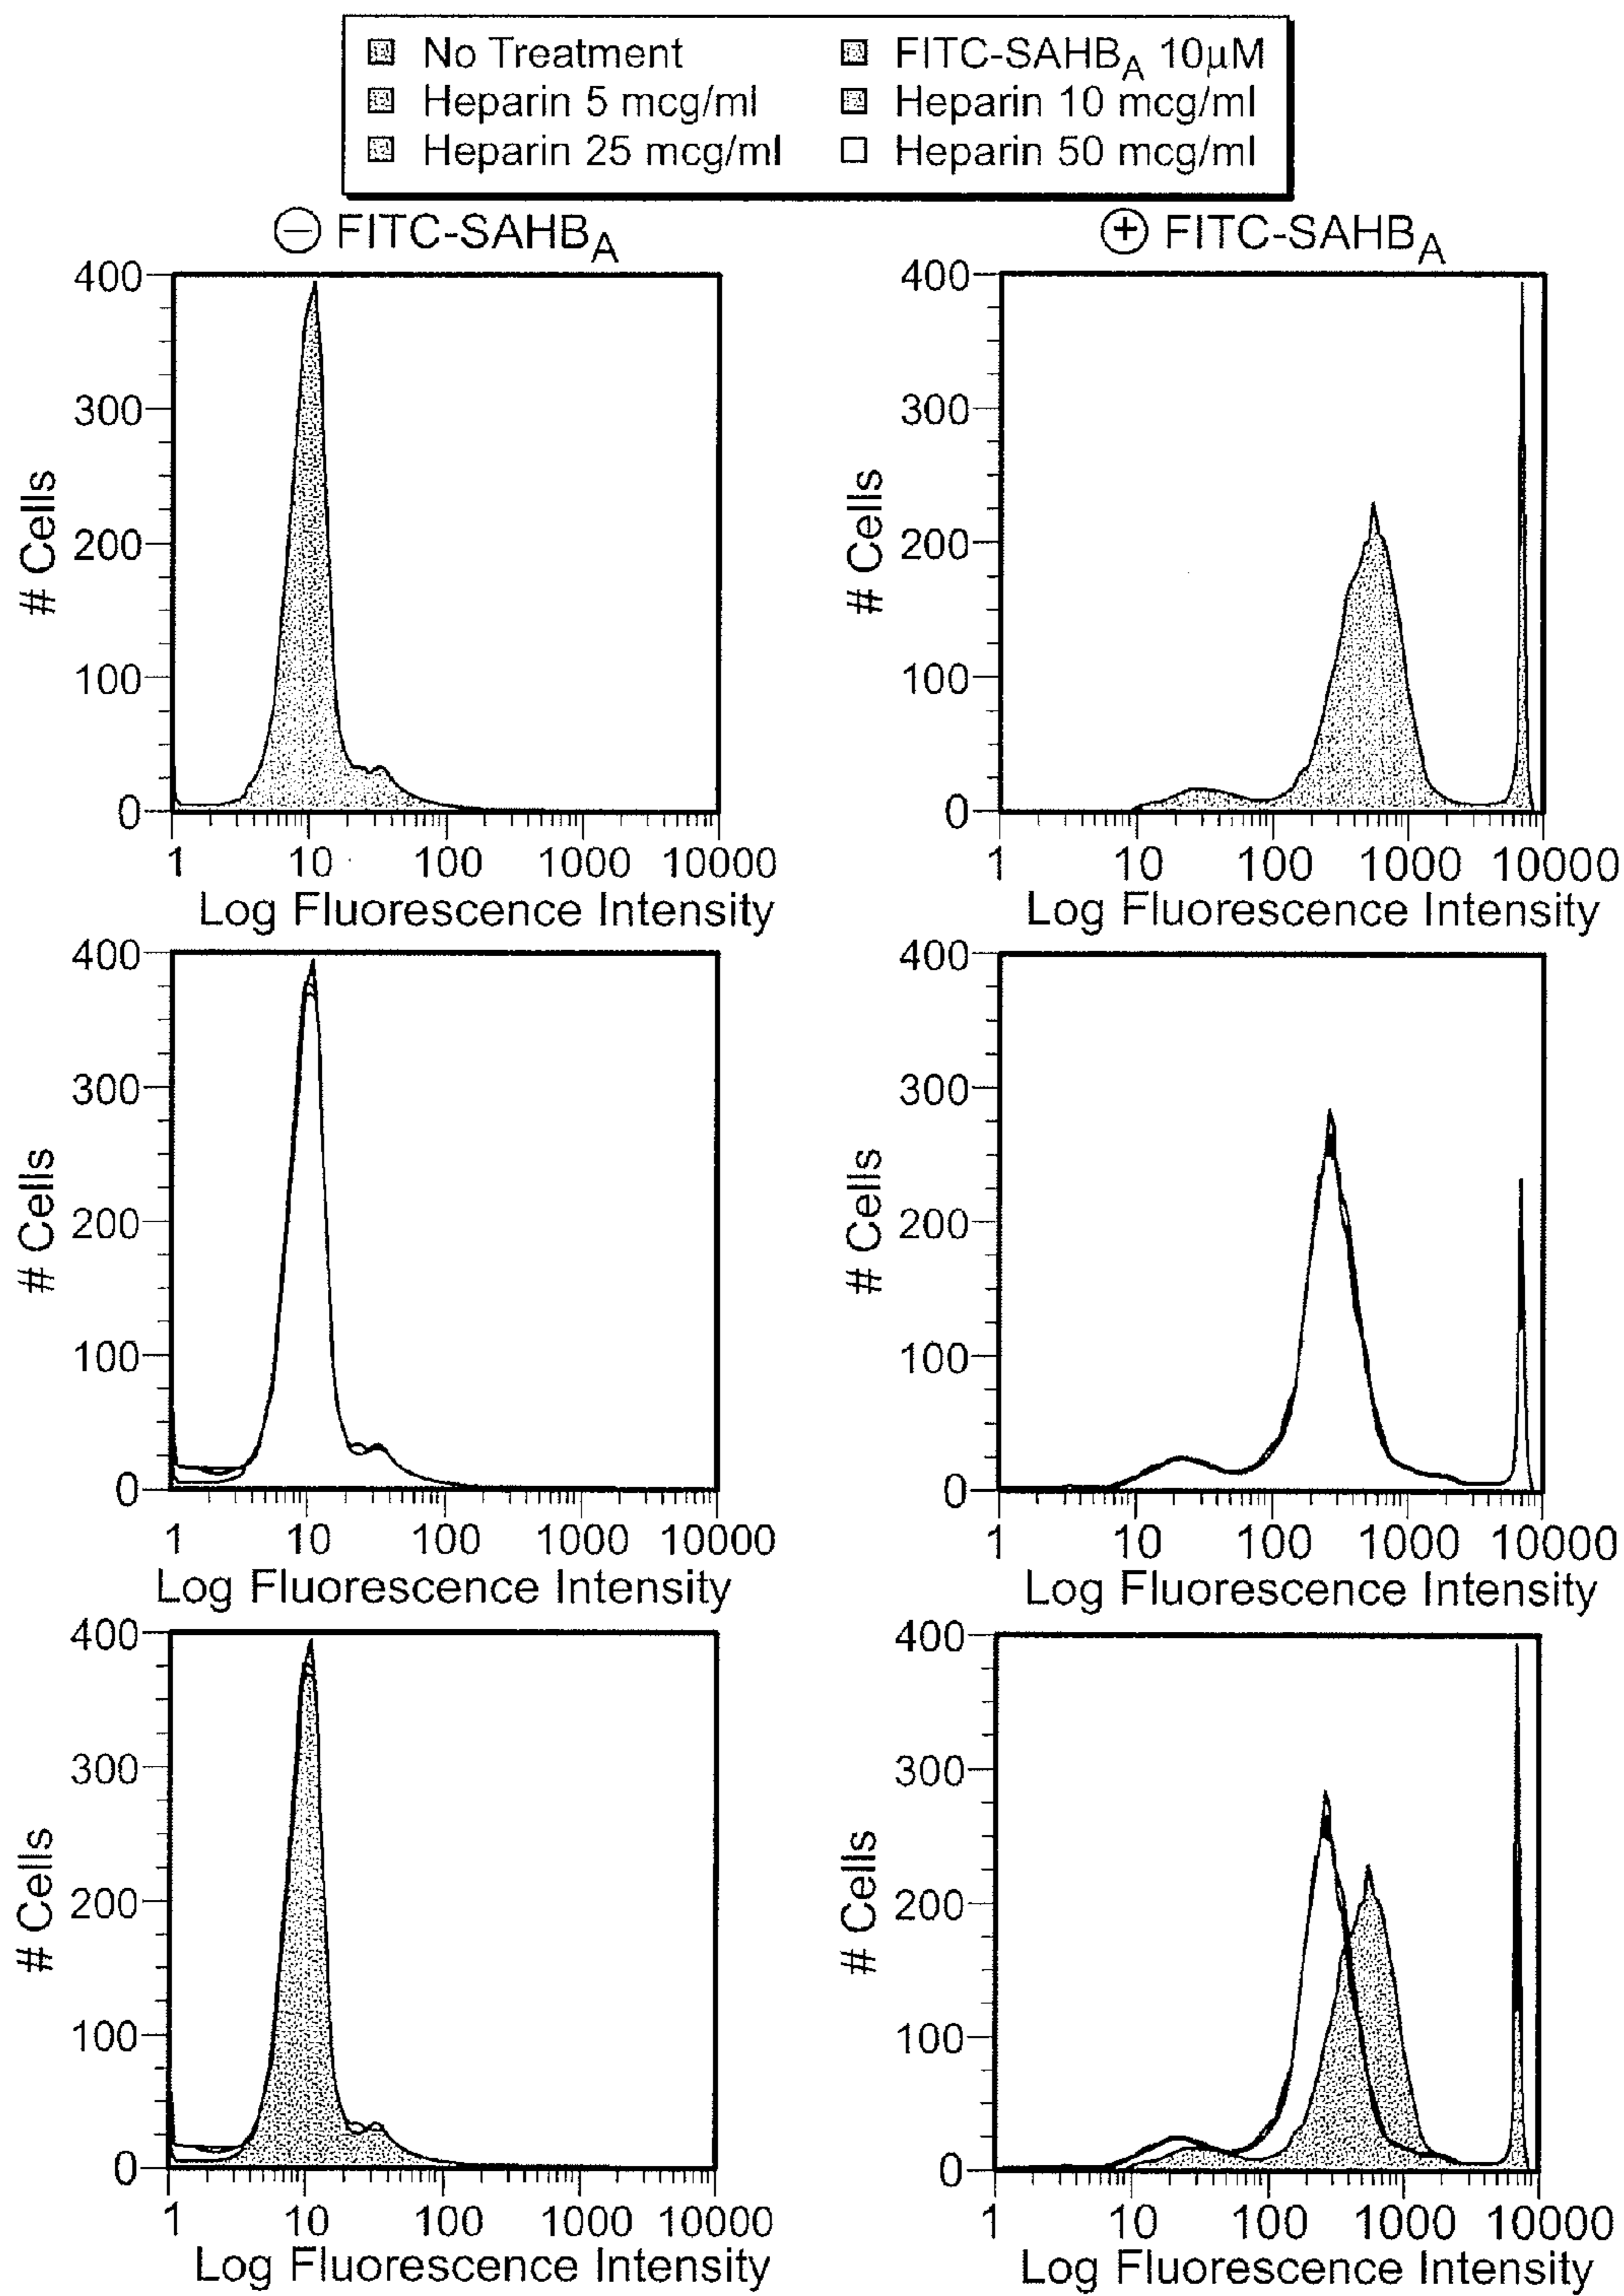 No Treatment FITC-SAHBA 10µM
Heparin 5 mcg/ml Heparin 10 mcg/ml
Heparin 25 mcg/ml Heparin 50 mcg/ml
⊖ FITC-SAHBA ⊕ FITC-SAHBA
400 400
300 300
# Cells # Cells
200 200
100 100
0 0
1 10 100 1000 10000 1 10 100 1000 10000
Log Fluorescence Intensity Log Fluorescence Intensity
400 400
300 300
# Cells # Cells
200 200
100 100
0 0
1 10 100 1000 10000 1 10 100 1000 10000
Log Fluorescence Intensity Log Fluorescence Intensity
400 400
300 300
# Cells # Cells
200 200
100 100
0 0
1 10 100 1000 10000 1 10 100 1000 10000
Log Fluorescence Intensity Log Fluorescence Intensity